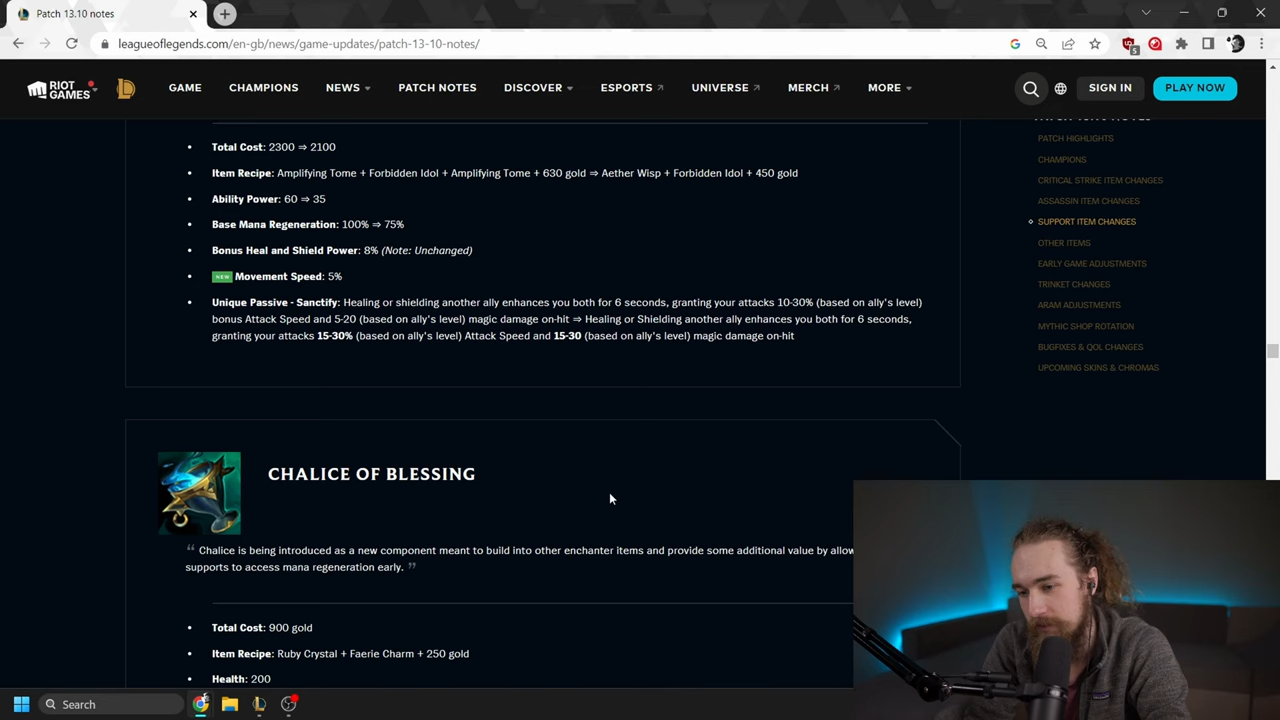 Patch 13.10 notes
leagueoflegends.com/en-gb/news/game-updates/patch-13-10-notes/
5
RIOT GAMES
GAME CHAMPIONS NEWS PATCH NOTES DISCOVER ESPORTS UNIVERSE MERCH MORE SIGN IN PLAY NOW
PATCH HIGHLIGHTS
CHAMPIONS
CRITICAL STRIKE ITEM CHANGES
ASSASSIN ITEM CHANGES
SUPPORT ITEM CHANGES
OTHER ITEMS
EARLY GAME ADJUSTMENTS
TRINKET CHANGES
ARAM ADJUSTMENTS
MYTHIC SHOP ROTATION
BUGFIXES & QOL CHANGES
UPCOMING SKINS & CHROMAS
• Total Cost: 2300 ⇒ 2100
• Item Recipe: Amplifying Tome + Forbidden Idol + Amplifying Tome + 630 gold ⇒ Aether Wisp + Forbidden Idol + 450 gold
• Ability Power: 60 ⇒ 35
• Base Mana Regeneration: 100% ⇒ 75%
• Bonus Heal and Shield Power: 8% (Note: Unchanged)
• NEW Movement Speed: 5%
• Unique Passive - Sanctify: Healing or shielding another ally enhances you both for 6 seconds, granting your attacks 10-30% (based on ally's level)
bonus Attack Speed and 5-20 (based on ally's level) magic damage on-hit ⇒ Healing or Shielding another ally enhances you both for 6 seconds,
granting your attacks 15-30% (based on ally's level) Attack Speed and 15-30 (based on ally's level) magic damage on-hit
CHALICE OF BLESSING
“ Chalice is being introduced as a new component meant to build into other enchanter items and provide some additional value by allow
supports to access mana regeneration early. ”
• Total Cost: 900 gold
• Item Recipe: Ruby Crystal + Faerie Charm + 250 gold
• Health: 200
Search